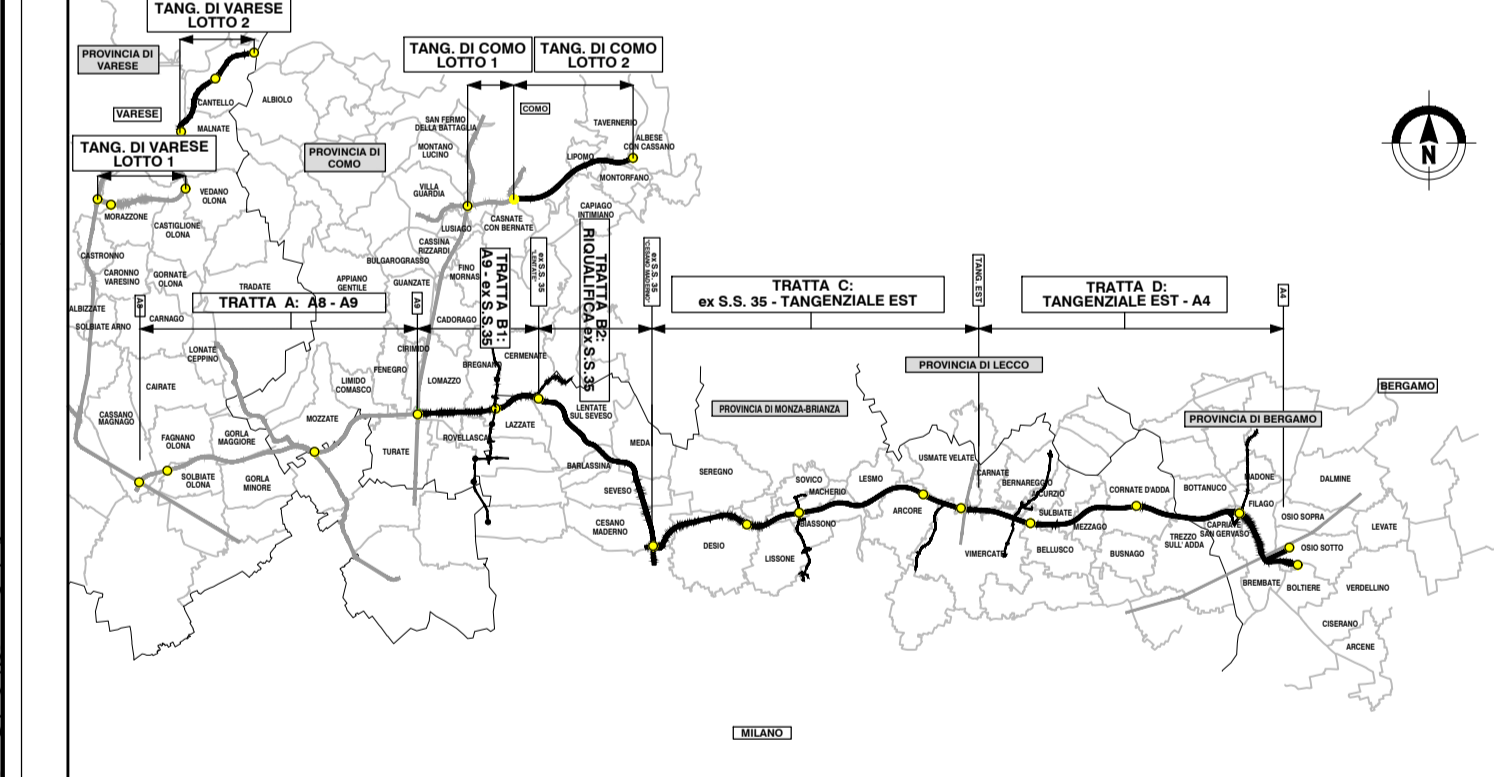 TANG. DI VARESE
LOTTO 2
PROVINCIA DI
VARESE
CANTELLO
ALBIOLO
VARESE
MALNATE
TANG. DI VARESE
LOTTO 1
PROVINCIA DI
COMO
TANG. DI COMO
LOTTO 1
TANG. DI COMO
LOTTO 2
COMO
SAN FERMO
DELLA BATTAGLIA
TAVERNERIO
MONTANO
LUCINO
ALBESE
CON CASSANO
LIPOMO
MONTORFANO
VILLA
GUARDIA
VEDANO
OLONA
MORAZZONE
CASTIGLIONE
OLONA
CAPIAGO
INTIMIANO
CASNATE
CON BERNATE
LUSIAGO
CASSINA
RIZZARDI
CASTRONNO
BULGAROGRASSO
CARONNO
VARESINO
GORNATE
OLONA
TRADATE
APPIANO
GENTILE
GUANZATE
FINO
MORNAS
ALBIZZATE
SOLBIATE ARNO
CARNAGO
CADORAGO
A8
TRATTA A: A8 - A9
A9
TRATTA B1:
A9 - ex S.S.35
ex S.S. 35
"LENTATE"
TRATTA B2:
RIQUALIFICA ex S.S.35
ex S.S. 35
"CESANO MADERNO"
TRATTA C:
ex S.S. 35 - TANGENZIALE EST
TANG. EST
TRATTA D:
TANGENZIALE EST - A4
A4
N
LONATE
CEPPINO
CIRIMIDO
FENEGRO
BREGNANO
CERMENATE
CAIRATE
LIMIDO
COMASCO
LOMAZZO
PROVINCIA DI LECCO
BERGAMO
PROVINCIA DI MONZA-BRIANZA
PROVINCIA DI BERGAMO
CASSANO
MAGNAGO
MOZZATE
LENTATE
SUL SEVESO
LAZZATE
FAGNANO
OLONA
GORLA
MAGGIORE
ROVELLASCA
TURATE
MEDA
SOLBIATE
OLONA
GORLA
MINORE
BARLASSINA
SEVESO
SEREGNO
SOVICO
MACHERIO
LESMO
USMATE VELATE
CARNATE
BERNAREGGIO
AICURZIO
CORNATE D'ADDA
BOTTANUCO
MADONE
DALMINE
FILAGO
CESANO
MADERNO
DESIO
BIASSONO
LISSONE
ARCORE
VIMERCATE
SULBIATE
MEZZAGO
BELLUSCO
BUSNAGO
TREZZO
SULL' ADDA
CAPRIATE
SAN GERVASO
OSIO SOPRA
LEVATE
OSIO SOTTO
BREMBATE
BOLTIERE
VERDELLINO
CISERANO
ARCENE
MILANO